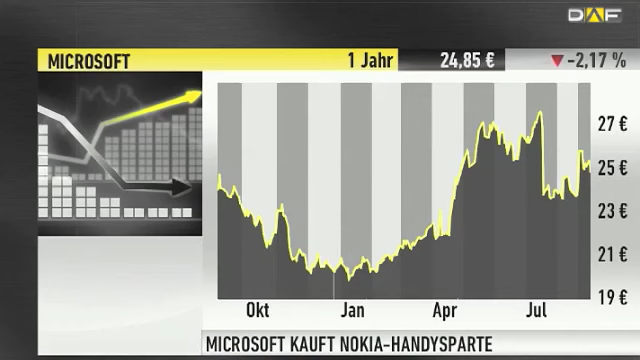 DAF
MICROSOFT 1 Jahr 24,85 € -2,17 %
27 €
25 €
23 €
21 €
19 €
Okt Jan Apr Jul
MICROSOFT KAUFT NOKIA-HANDYSPARTE